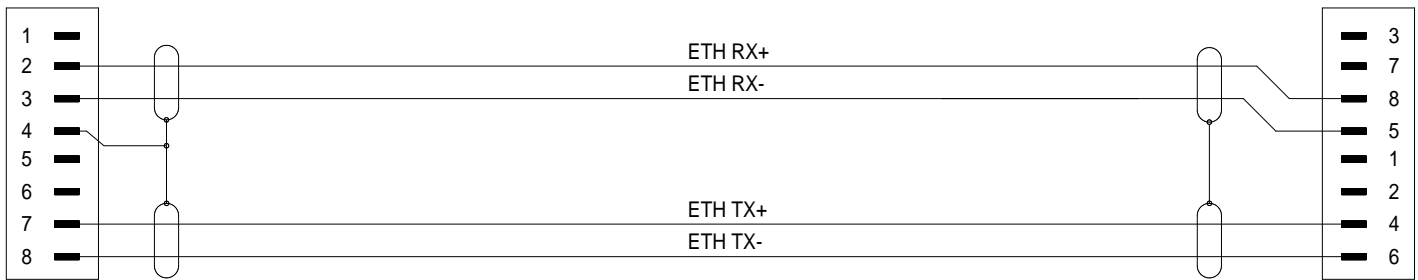 1 3
ETH RX+
2 7
ETH RX-
3 8
4 5
5 1
6 2
ETH TX+
7 4
ETH TX-
8 6